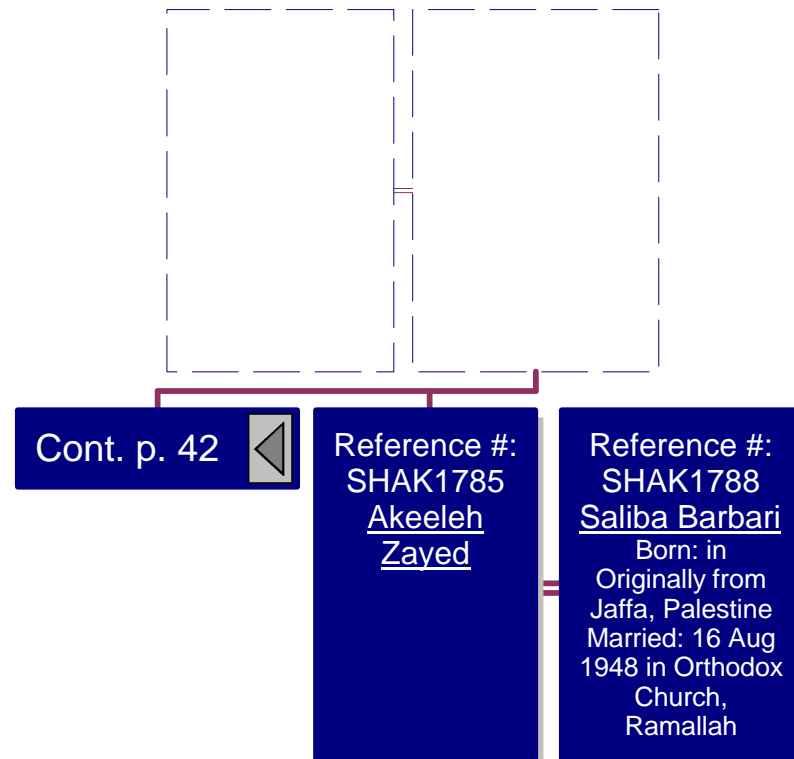 Cont. p. 42
Reference #:
SHAK1785
Akeeleh
Zayed
Reference #:
SHAK1788
Saliba Barbari
Born: in
Originally from
Jaffa, Palestine
Married: 16 Aug
1948 in Orthodox
Church,
Ramallah